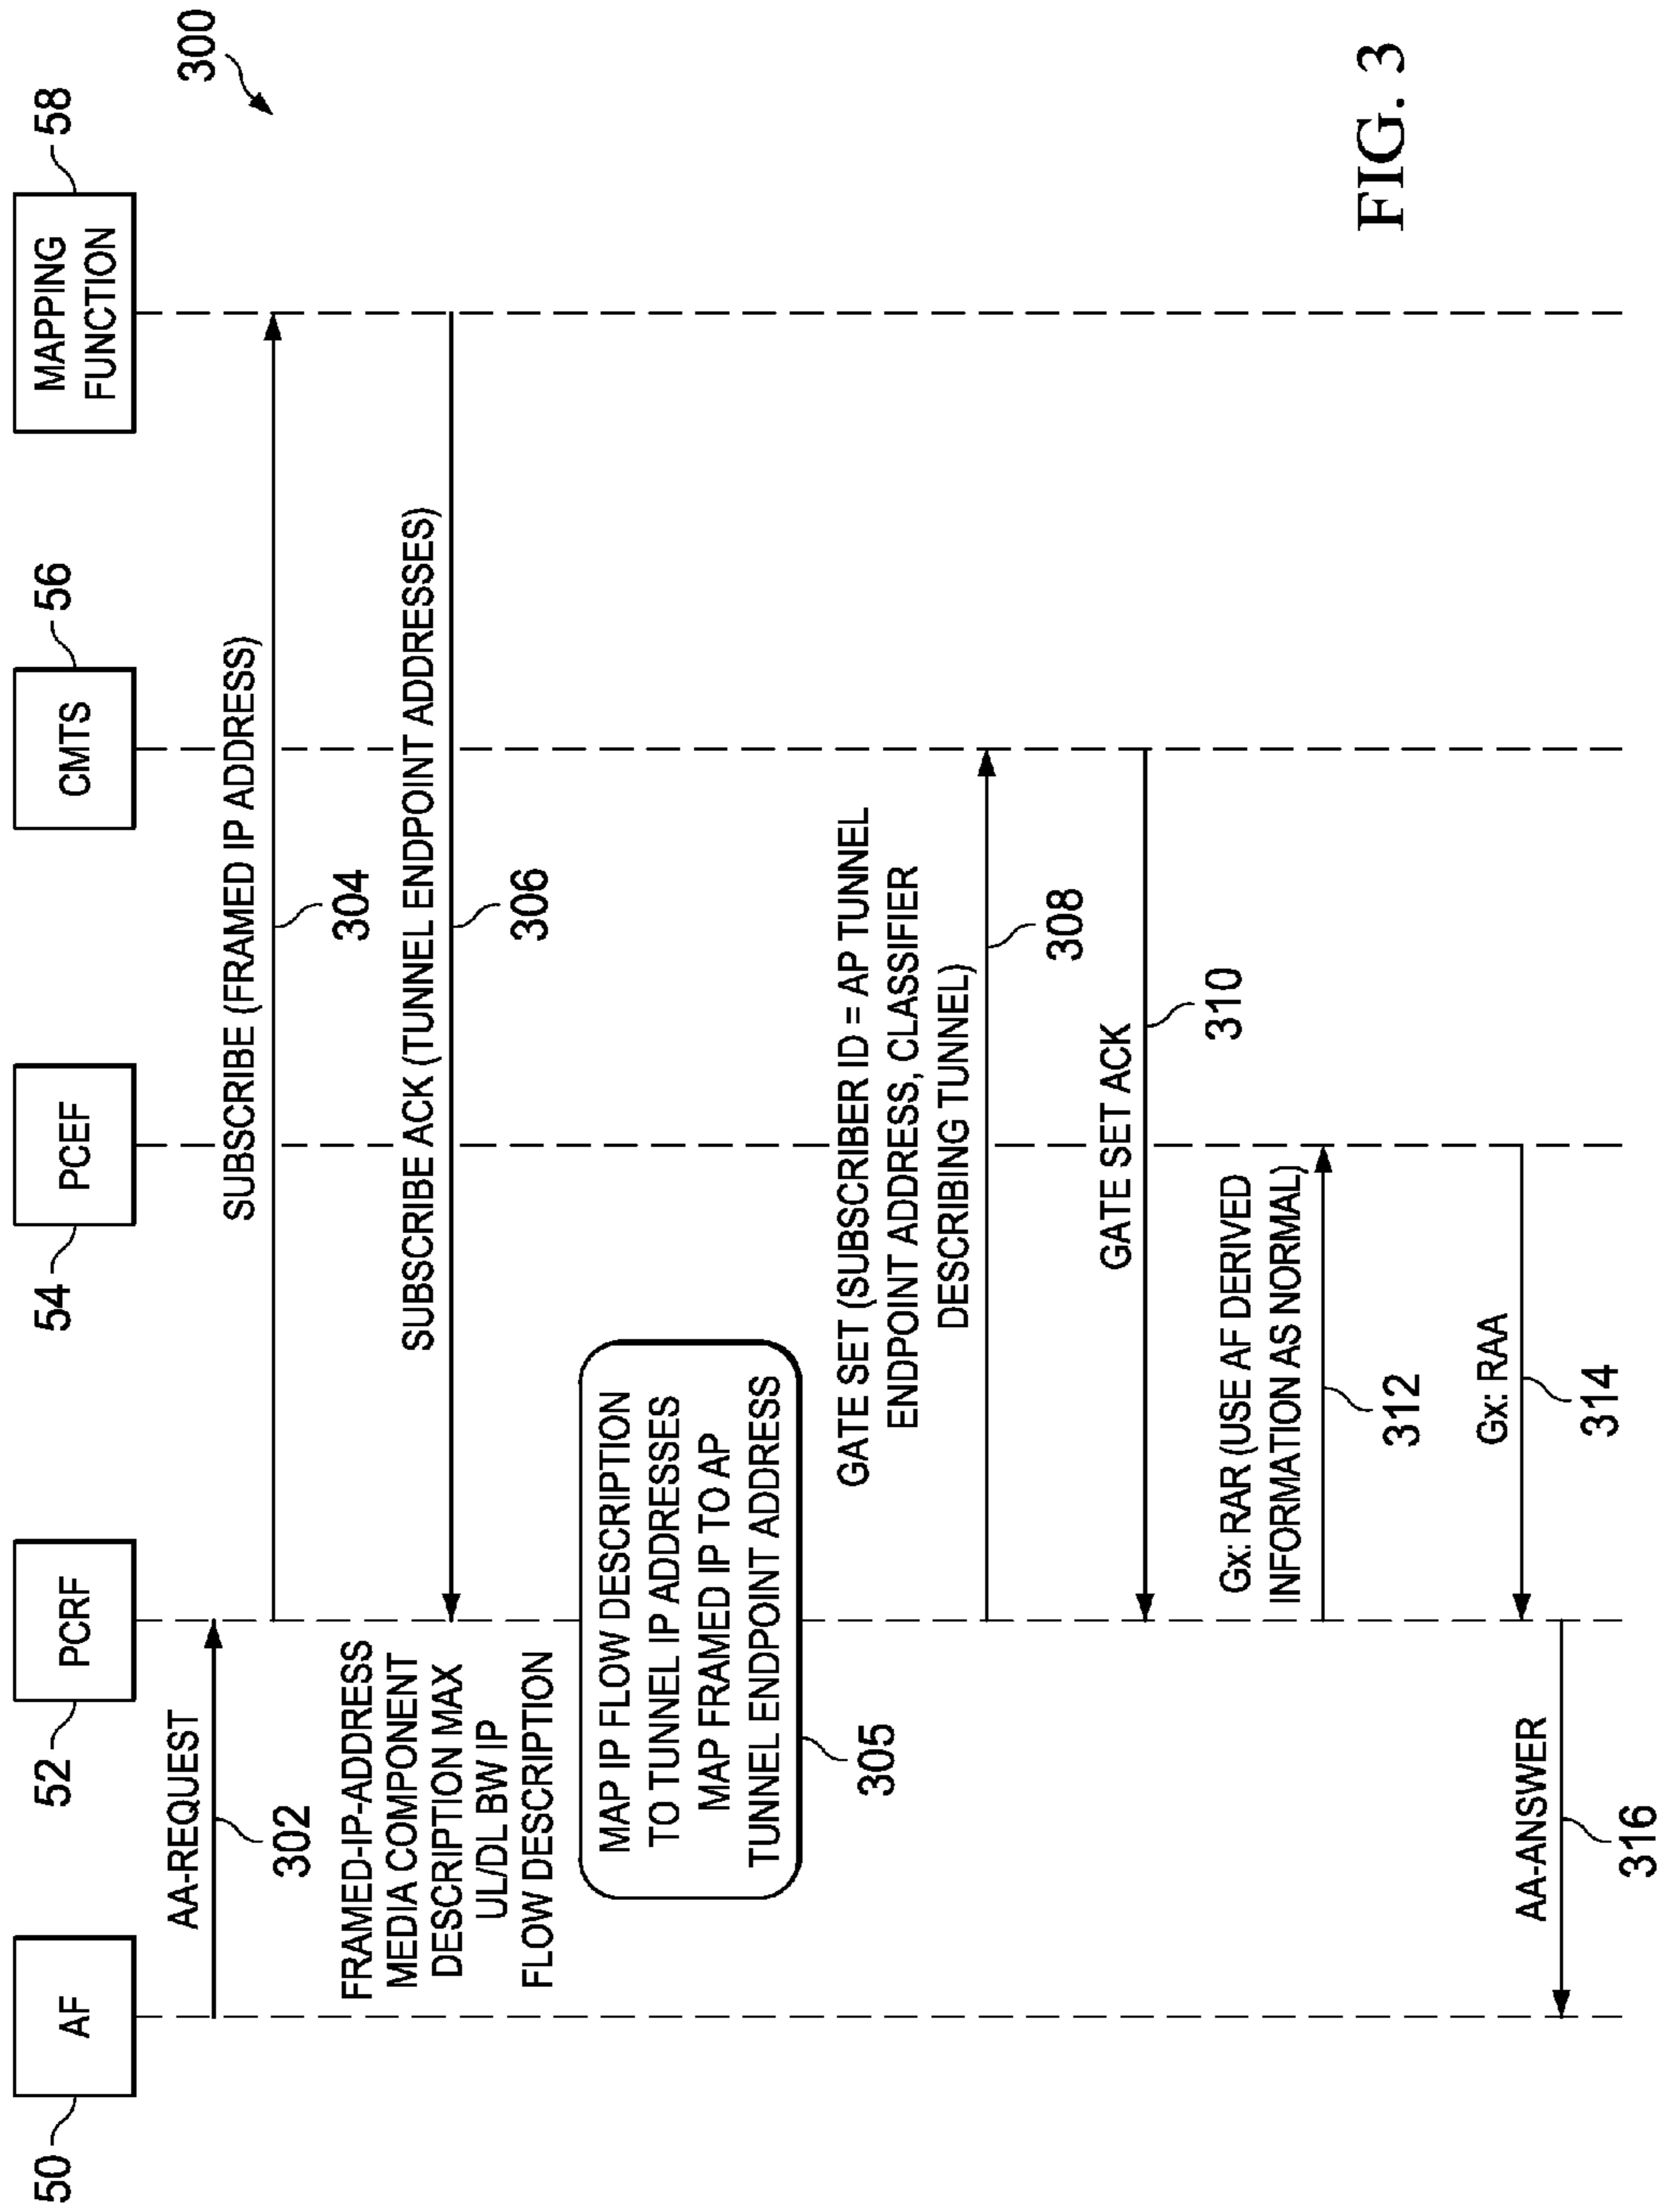 50
AF
52
PCRF
54
PCEF
56
CMTS
58
MAPPING
FUNCTION
300
AA-REQUEST
302
SUBSCRIBE (FRAMED IP ADDRESS)
304
FRAMED-IP-ADDRESS
MEDIA COMPONENT
DESCRIPTION MAX
UL/DL BW IP
FLOW DESCRIPTION
SUBSCRIBE ACK (TUNNEL ENDPOINT ADDRESSES)
306
MAP IP FLOW DESCRIPTION
TO TUNNEL IP ADDRESSES
MAP FRAMED IP TO AP
TUNNEL ENDPOINT ADDRESS
305
GATE SET (SUBSCRIBER ID = AP TUNNEL
ENDPOINT ADDRESS, CLASSIFIER
DESCRIBING TUNNEL)
308
GATE SET ACK
310
Gx: RAR (USE AF DERIVED
INFORMATION AS NORMAL)
312
Gx: RAA
314
AA-ANSWER
316
FIG. 3